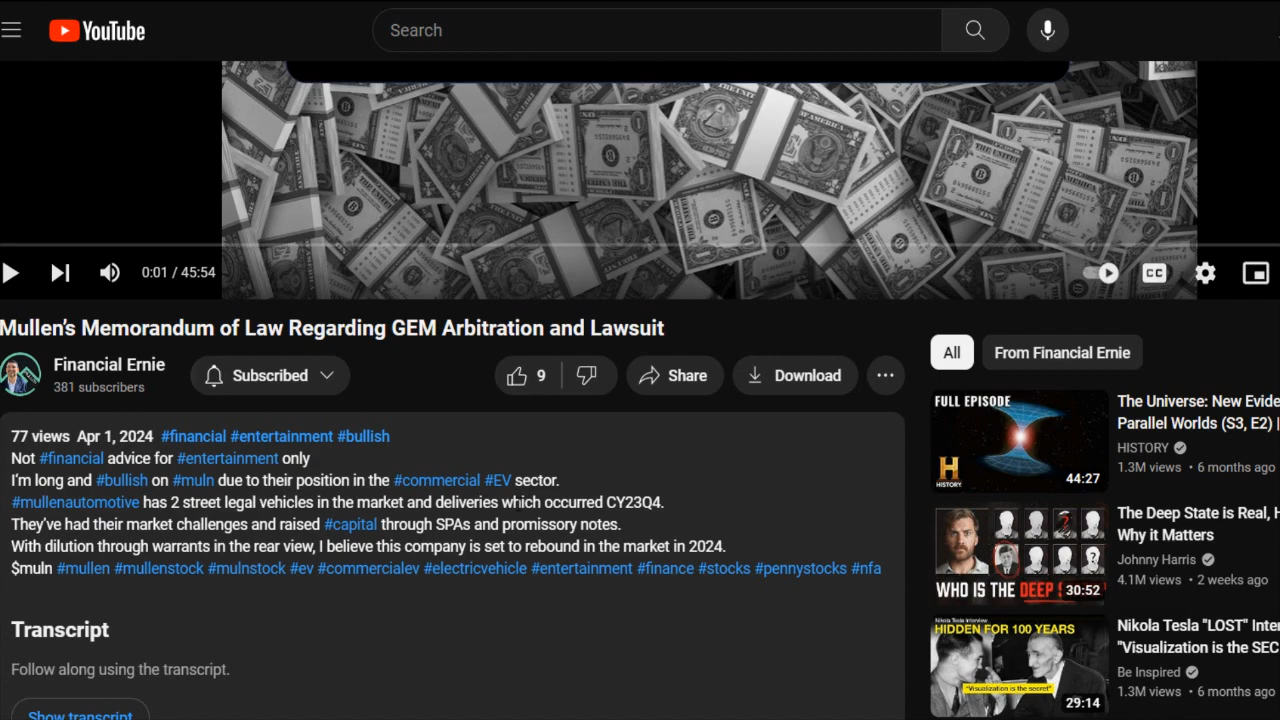 YouTube
Search
0:01 / 45:54
CC
Mullen's Memorandum of Law Regarding GEM Arbitration and Lawsuit
Financial Ernie
381 subscribers
Subscribed
9
Share
Download
77 views Apr 1, 2024 #financial #entertainment #bullish
Not #financial advice for #entertainment only
I'm long and #bullish on #muln due to their position in the #commercial #EV sector.
#mullenautomotive has 2 street legal vehicles in the market and deliveries which occurred CY23Q4.
They've had their market challenges and raised #capital through SPAs and promissory notes.
With dilution through warrants in the rear view, I believe this company is set to rebound in the market in 2024.
$muln #mullen #mullenstock #mulnstock #ev #commercialev #electricvehicle #entertainment #finance #stocks #pennystocks #nfa
Transcript
Follow along using the transcript.
Show transcript
All
From Financial Ernie
FULL EPISODE
H
HISTORY
44:27
The Universe: New Evide
Parallel Worlds (S3, E2) |
HISTORY
1.3M views • 6 months ago
WHO IS THE DEEP
30:52
The Deep State is Real, H
Why it Matters
Johnny Harris
4.1M views • 2 weeks ago
Nikola Tesla Interview
HIDDEN FOR 100 YEARS
"Visualization is the secret"
29:14
Nikola Tesla "LOST" Inter
"Visualization is the SEC
Be Inspired
1.3M views • 6 months ago